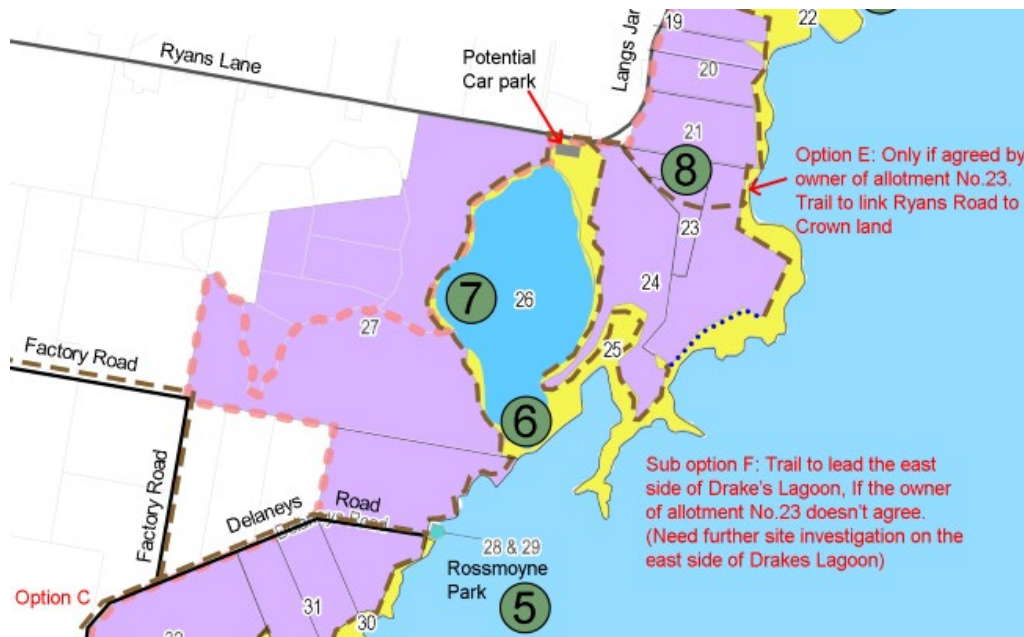 22
19
Langs Jar
Ryans Lane
Potential
Car park
20
21
8
Option E: Only if agreed by
owner of allotment No.23.
Trail to link Ryans Road to
Crown land
23
24
7
26
27
25
Factory Road
6
Factory Road
Sub option F: Trail to lead the east
side of Drake's Lagoon, If the owner
of allotment No.23 doesn't agree.
(Need further site investigation on the
east side of Drakes Lagoon)
Delaneys Road
28 & 29
Rossmoyne
Park
5
Option C
31
30